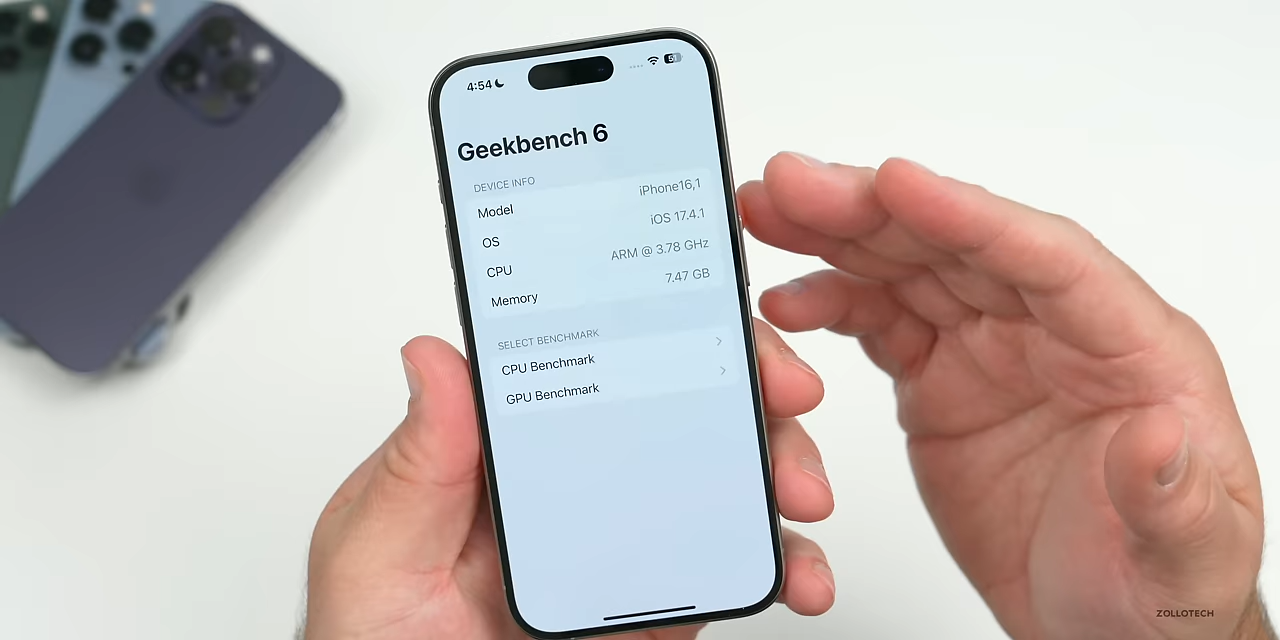 4:54
51
Geekbench 6
DEVICE INFO
Model iPhone16,1
OS iOS 17.4.1
CPU ARM @ 3.78 GHz
Memory 7.47 GB
SELECT BENCHMARK
CPU Benchmark
GPU Benchmark
ZOLLOTECH